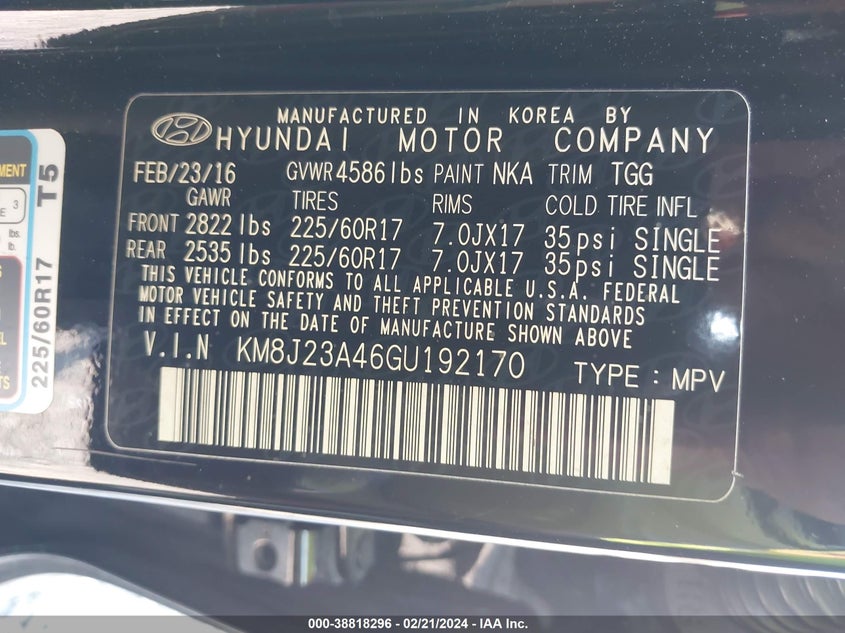 MANUFACTURED IN KOREA BY
HYUNDAI MOTOR COMPANY
FEB/23/16 GVWR 4586 lbs PAINT NKA TRIM TGG
GAWR TIRES RIMS COLD TIRE INFL
FRONT 2822 lbs 225/60R17 7.0JX17 35psi SINGLE
REAR 2535 lbs 225/60R17 7.0JX17 35psi SINGLE
THIS VEHICLE CONFORMS TO ALL APPLICABLE U.S.A. FEDERAL
MOTOR VEHICLE SAFETY AND THEFT PREVENTION STANDARDS
IN EFFECT ON THE DATE OF MANUFACTURE SHOWN ABOVE
V.I.N KM8J23A46GU192170 TYPE : MPV
225/60R17 T5
3
lbs.
lb.
000-38818296 - 02/21/2024 - IAA Inc.